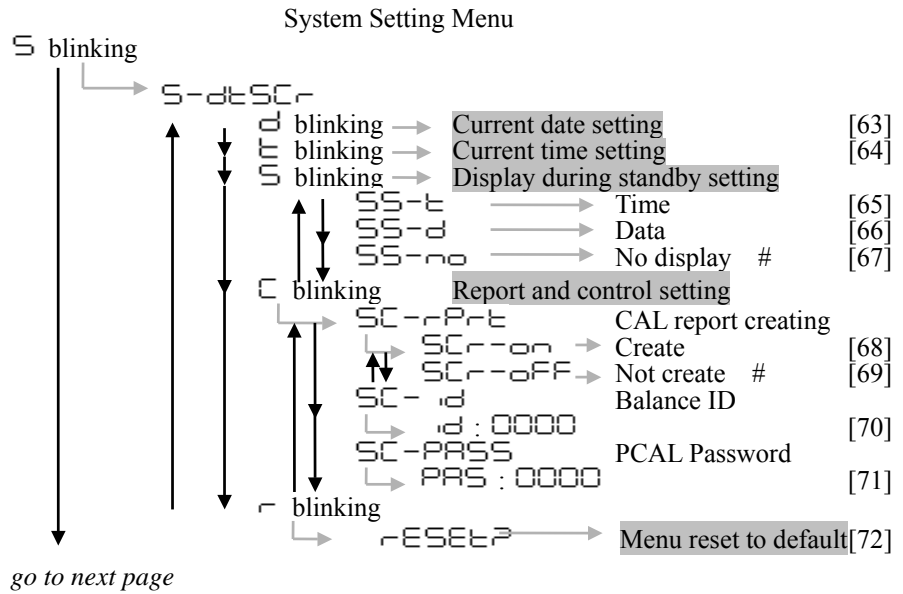 System Setting Menu
S blinking
S-dtSCr
d blinking Current date setting [63]
t blinking Current time setting [64]
S blinking Display during standby setting
SS-t Time [65]
SS-d Data [66]
SS-no No display # [67]
C blinking Report and control setting
SC-rPrt CAL report creating
SCr-on Create [68]
SCr-oFF Not create # [69]
SC- id Balance ID
id : 0000 [70]
SC-PASS PCAL Password
PAS : 0000 [71]
r blinking
rESEt? Menu reset to default [72]
go to next page